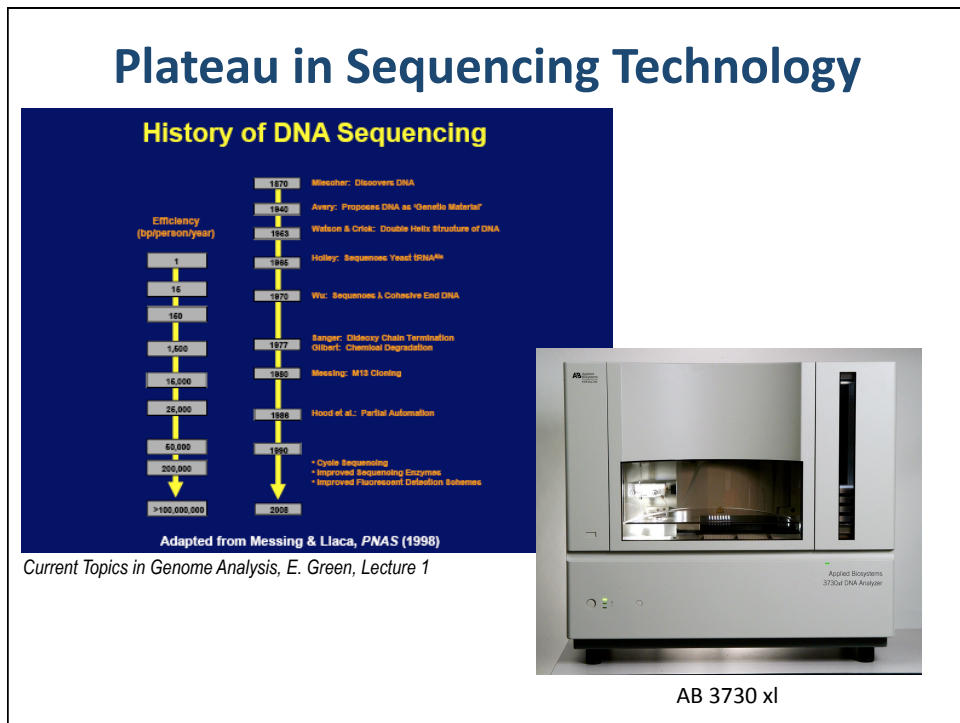 Plateau in Sequencing Technology
History of DNA Sequencing
Efficiency
(bp/person/year)
1
15
150
1,500
15,000
25,000
50,000
200,000
>100,000,000
1870
Miescher: Discovers DNA
1940
Avery: Proposes DNA as ‘Genetic Material’
1953
Watson & Crick: Double Helix Structure of DNA
1965
Holley: Sequences Yeast tRNAAla
1970
Wu: Sequences λ Cohesive End DNA
1977
Sanger: Dideoxy Chain Termination
Gilbert: Chemical Degradation
1980
Messing: M13 Cloning
1986
Hood et al.: Partial Automation
1990
• Cycle Sequencing
• Improved Sequencing Enzymes
• Improved Fluorescent Detection Schemes
2008
Adapted from Messing & Llaca, PNAS (1998)
Current Topics in Genome Analysis, E. Green, Lecture 1
AB Applied
Biosystems
Applied Biosystems
3730xl DNA Analyzer
AB 3730 xl